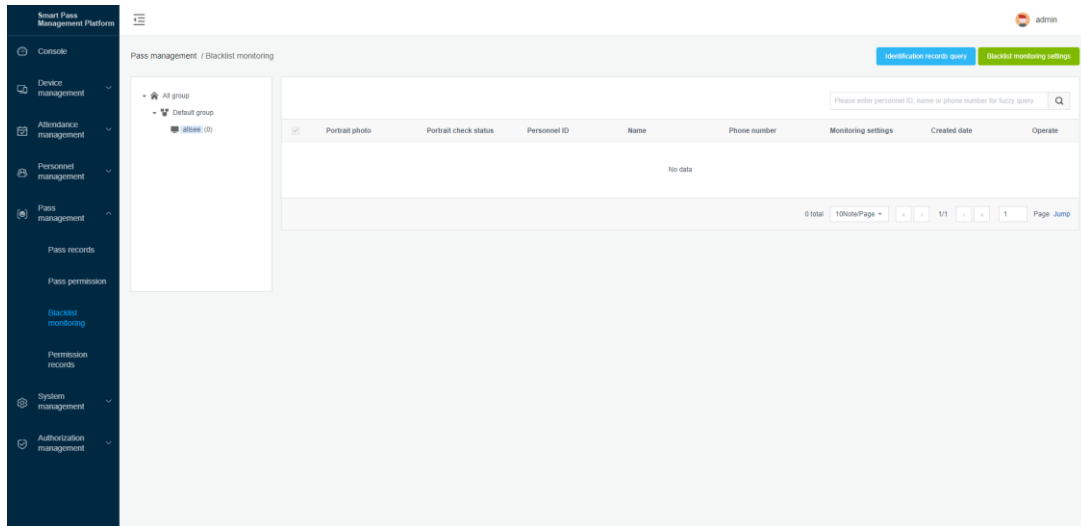 Smart Pass
Management Platform
admin
Console
Device
management
Attendance
management
Personnel
management
Pass
management
Pass records
Pass permission
Blacklist
monitoring
Permission
records
System
management
Authorization
management
Pass management / Blacklist monitoring
Identification records query
Blacklist monitoring settings
All group
Default group
(0)
Please enter personnel ID, name or phone number for fuzzy query.
Portrait photo Portrait check status Personnel ID Name Phone number Monitoring settings Created date Operate
No data
0 total 10Note/Page « ‹ 1/1 › » 1 Page Jump